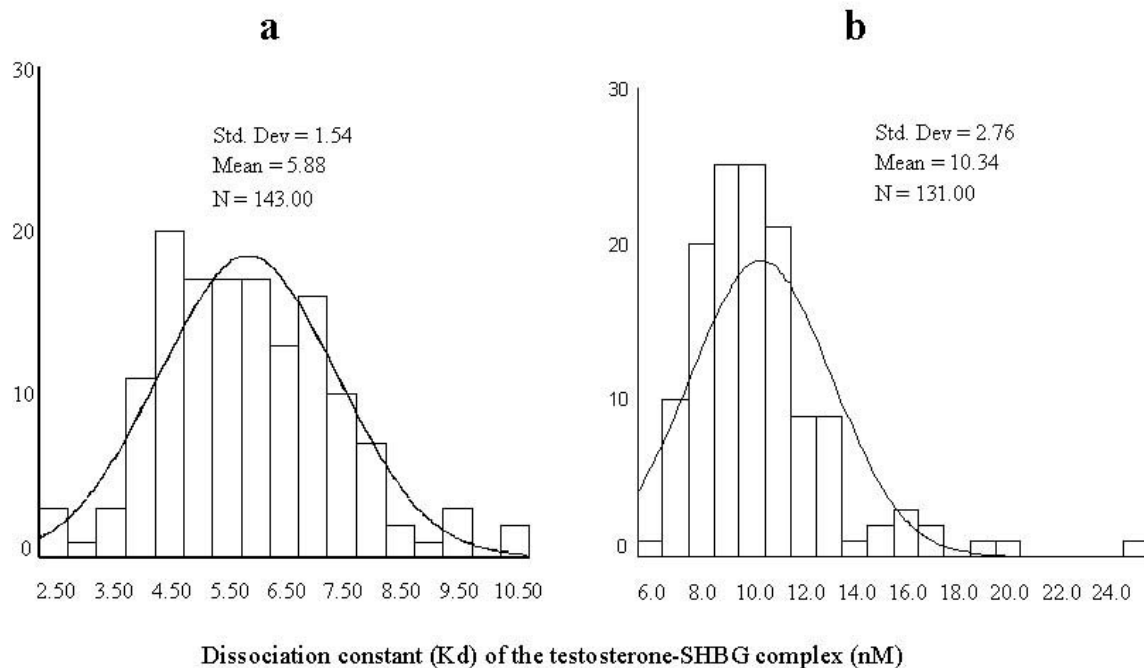 a
30
20
10
0
Std. Dev = 1.54
Mean = 5.88
N = 143.00
2.50 3.50 4.50 5.50 6.50 7.50 8.50 9.50 10.50
b
30
20
10
0
Std. Dev = 2.76
Mean = 10.34
N = 131.00
6.0 8.0 10.0 12.0 14.0 16.0 18.0 20.0 22.0 24.0
Dissociation constant (Kd) of the testosterone-SHBG complex (nM)